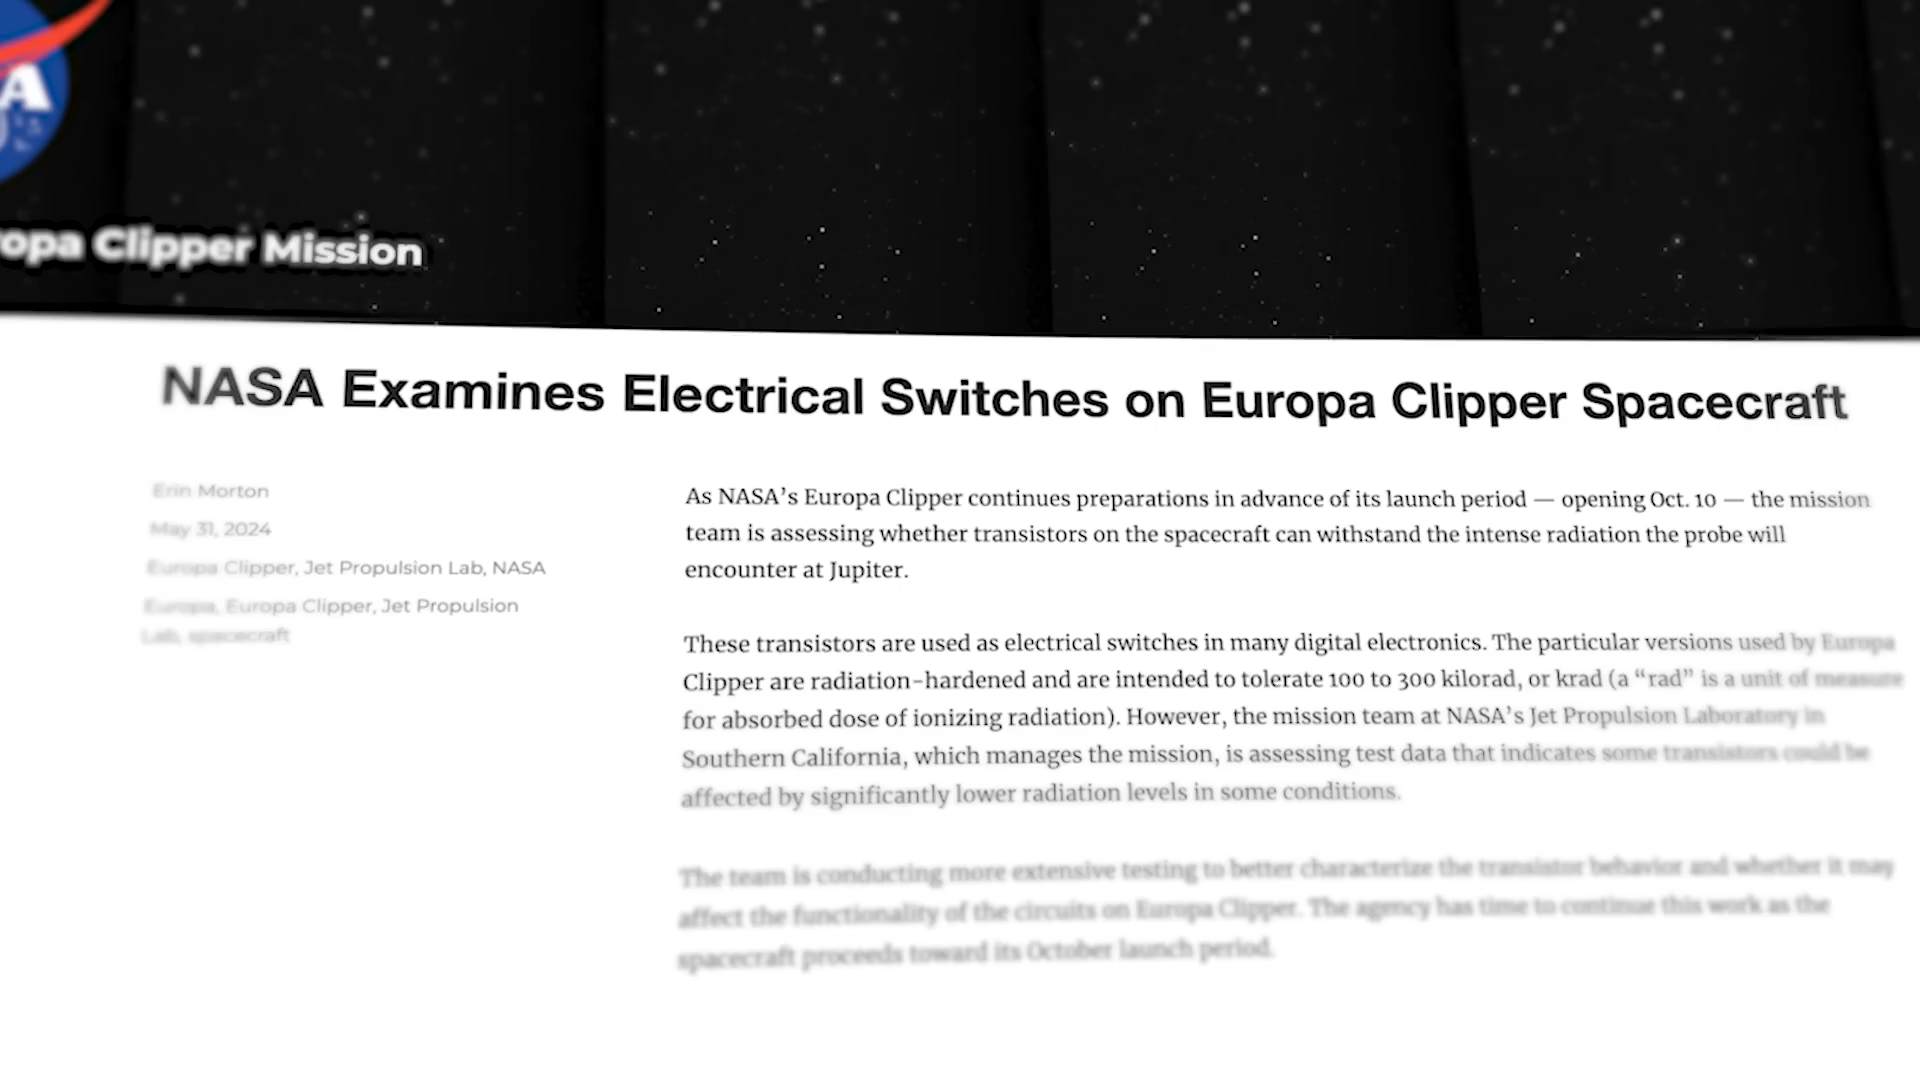 A
ropa Clipper Mission
NASA Examines Electrical Switches on Europa Clipper Spacecraft
Erin Morton
May 31, 2024
Europa Clipper, Jet Propulsion Lab, NASA
Europa, Europa Clipper, Jet Propulsion
Lab, spacecraft
As NASA’s Europa Clipper continues preparations in advance of its launch period — opening Oct. 10 — the mission
team is assessing whether transistors on the spacecraft can withstand the intense radiation the probe will
encounter at Jupiter.
These transistors are used as electrical switches in many digital electronics. The particular versions used by Europa
Clipper are radiation-hardened and are intended to tolerate 100 to 300 kilorad, or krad (a “rad” is a unit of measure
for absorbed dose of ionizing radiation). However, the mission team at NASA’s Jet Propulsion Laboratory in
Southern California, which manages the mission, is assessing test data that indicates some transistors could be
affected by significantly lower radiation levels in some conditions.
The team is conducting more extensive testing to better characterize the transistor behavior and whether it may
affect the functionality of the circuits on Europa Clipper. The agency has time to continue this work as the
spacecraft proceeds toward its October launch period.